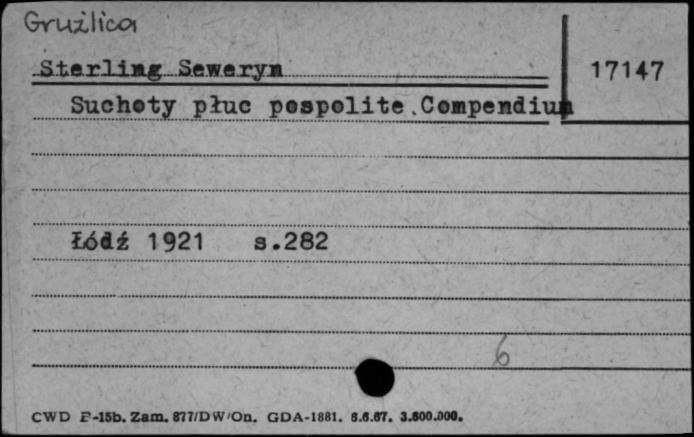 Gruźlica
Sterling Seweryn
17147
Suchoty płuc pospolite.Compendium
Łódź 1921 s.282
6
CWD F-15b. Zam. 877/DW/On. GDA-1881. 6.6.67. 3.600.000.